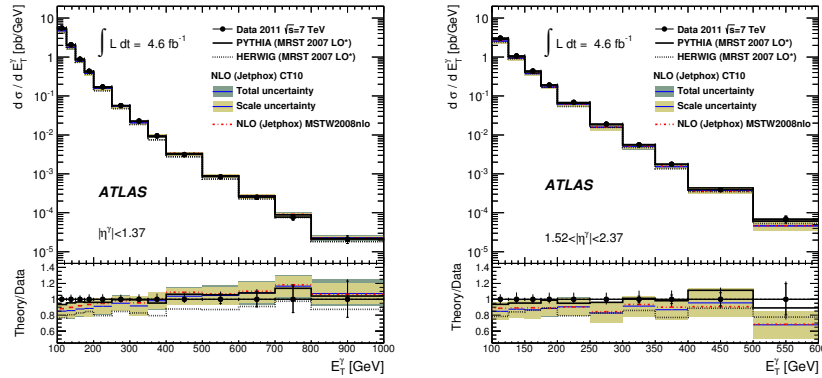 dσ / dE_T^γ [pb/GeV]
10
1
10⁻¹
10⁻²
10⁻³
10⁻⁴
10⁻⁵
∫ L dt = 4.6 fb⁻¹
Data 2011 √s=7 TeV
PYTHIA (MRST 2007 LO*)
HERWIG (MRST 2007 LO*)
NLO (Jetphox) CT10
Total uncertainty
Scale uncertainty
NLO (Jetphox) MSTW2008nlo
ATLAS
|η^γ|<1.37
Theory/Data
1.4
1.2
1
0.8
0.6
100 200 300 400 500 600 700 800 900 1000
E_T^γ [GeV]
dσ / dE_T^γ [pb/GeV]
10
1
10⁻¹
10⁻²
10⁻³
10⁻⁴
10⁻⁵
∫ L dt = 4.6 fb⁻¹
Data 2011 √s=7 TeV
PYTHIA (MRST 2007 LO*)
HERWIG (MRST 2007 LO*)
NLO (Jetphox) CT10
Total uncertainty
Scale uncertainty
NLO (Jetphox) MSTW2008nlo
ATLAS
1.52<|η^γ|<2.37
Theory/Data
1.4
1.2
1
0.8
0.6
100 150 200 250 300 350 400 450 500 550 600
E_T^γ [GeV]